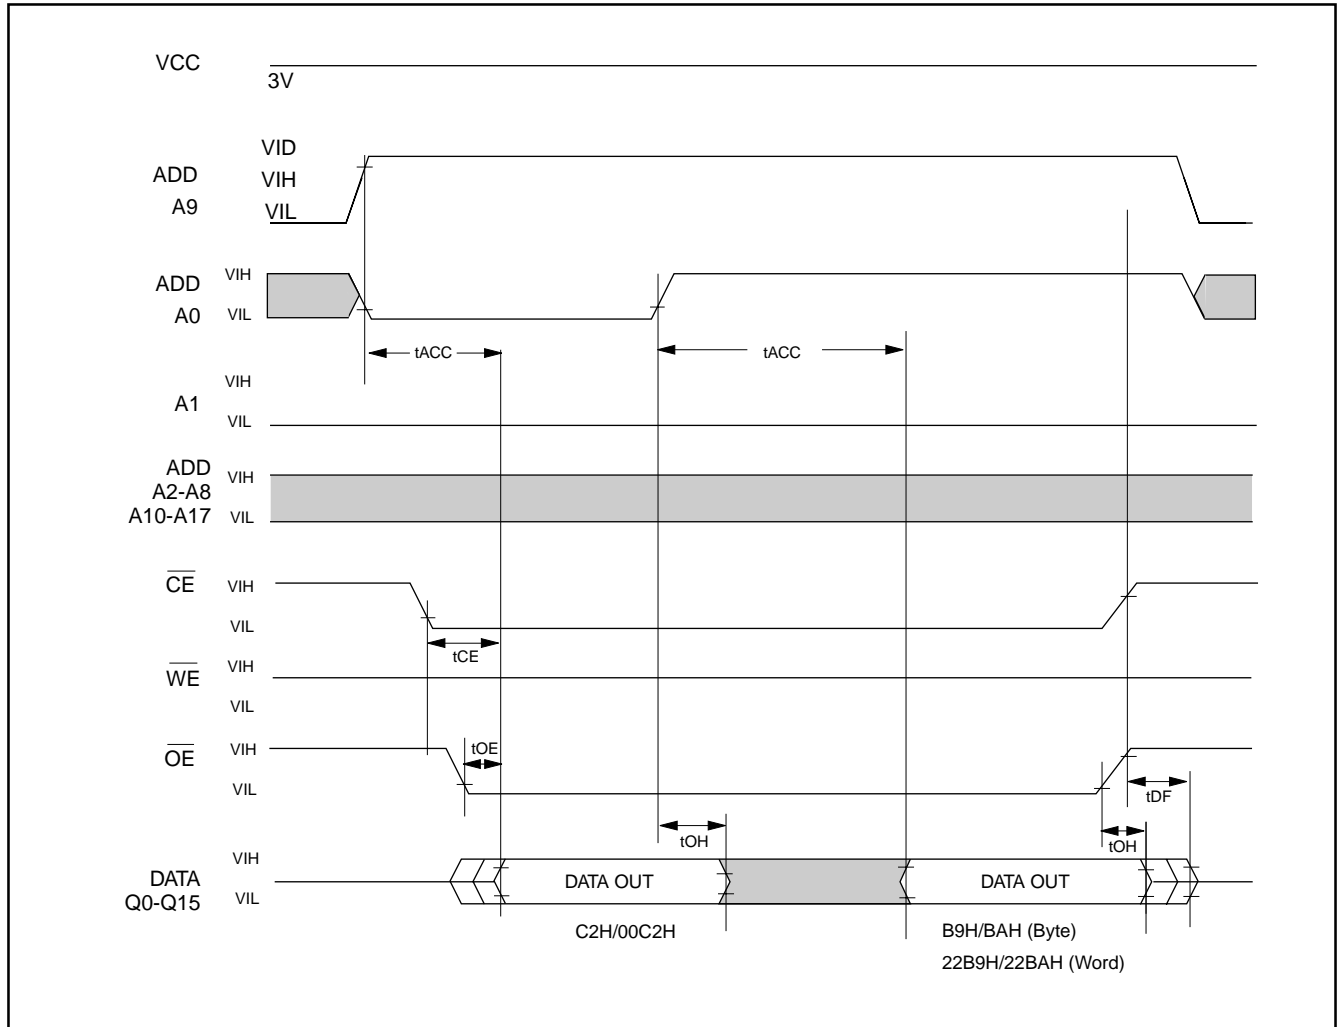 VCC
3V
VID
ADD
VIH
A9
VIL
VIH
ADD
A0
VIL
tACC
tACC
VIH
A1
VIL
ADD
VIH
A2-A8
A10-A17
VIL
CE
VIH
VIL
tCE
WE
VIH
VIL
OE
VIH
tOE
VIL
tDF
tOH
tOH
VIH
DATA
DATA OUT
DATA OUT
Q0-Q15
VIL
C2H/00C2H
B9H/BAH (Byte)
22B9H/22BAH (Word)